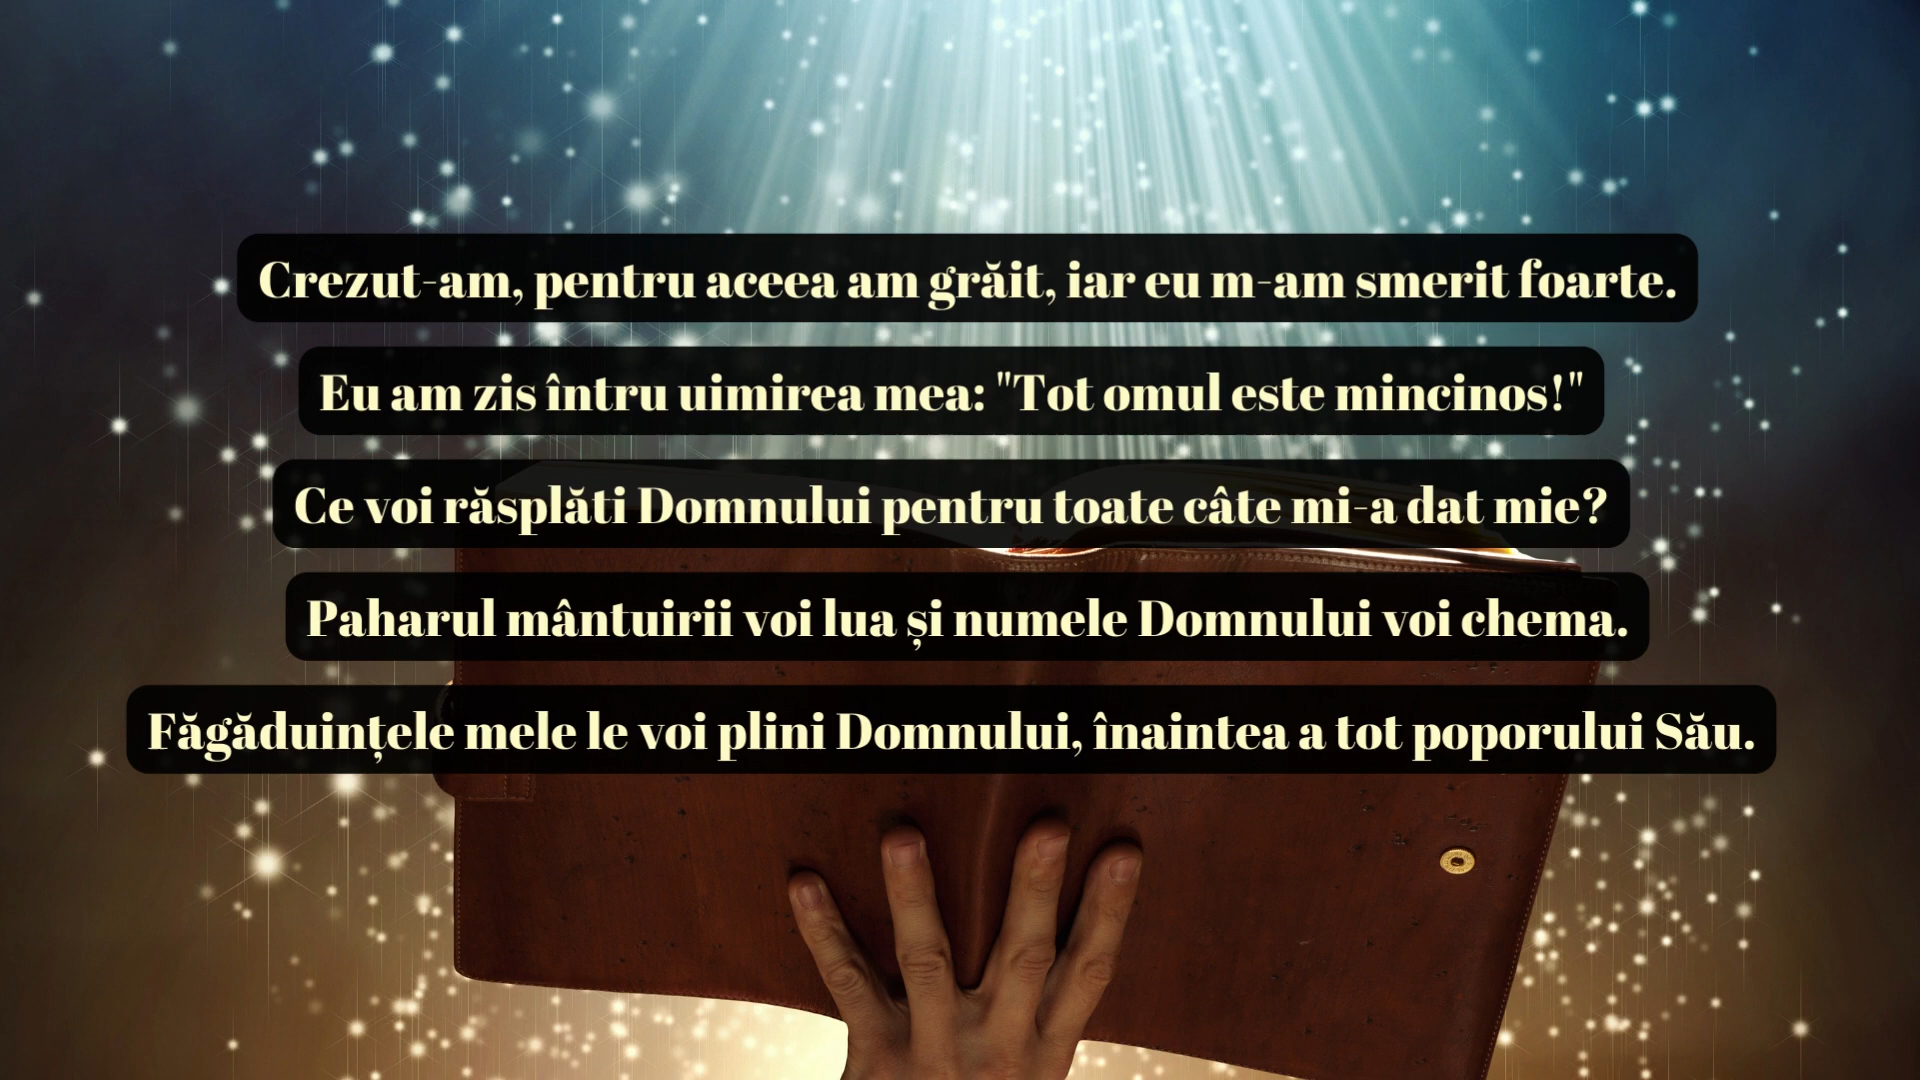 Crezut-am, pentru aceea am grăit, iar eu m-am smerit foarte.
Eu am zis întru uimirea mea: "Tot omul este mincinos!"
Ce voi răsplăti Domnului pentru toate câte mi-a dat mie?
Paharul mântuirii voi lua și numele Domnului voi chema.
Făgăduințele mele le voi plini Domnului, înaintea a tot poporului Său.